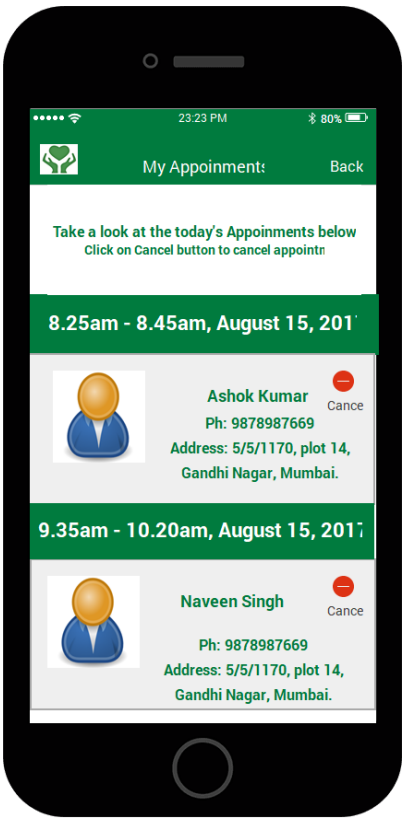 23:23 PM 80%
My Appoinments Back
Take a look at the today's Appoinments below
Click on Cancel button to cancel appointn
8.25am - 8.45am, August 15, 201
Ashok Kumar
Cance
Ph: 9878987669
Address: 5/5/1170, plot 14,
Gandhi Nagar, Mumbai.
9.35am - 10.20am, August 15, 2017
Naveen Singh
Cance
Ph: 9878987669
Address: 5/5/1170, plot 14,
Gandhi Nagar, Mumbai.